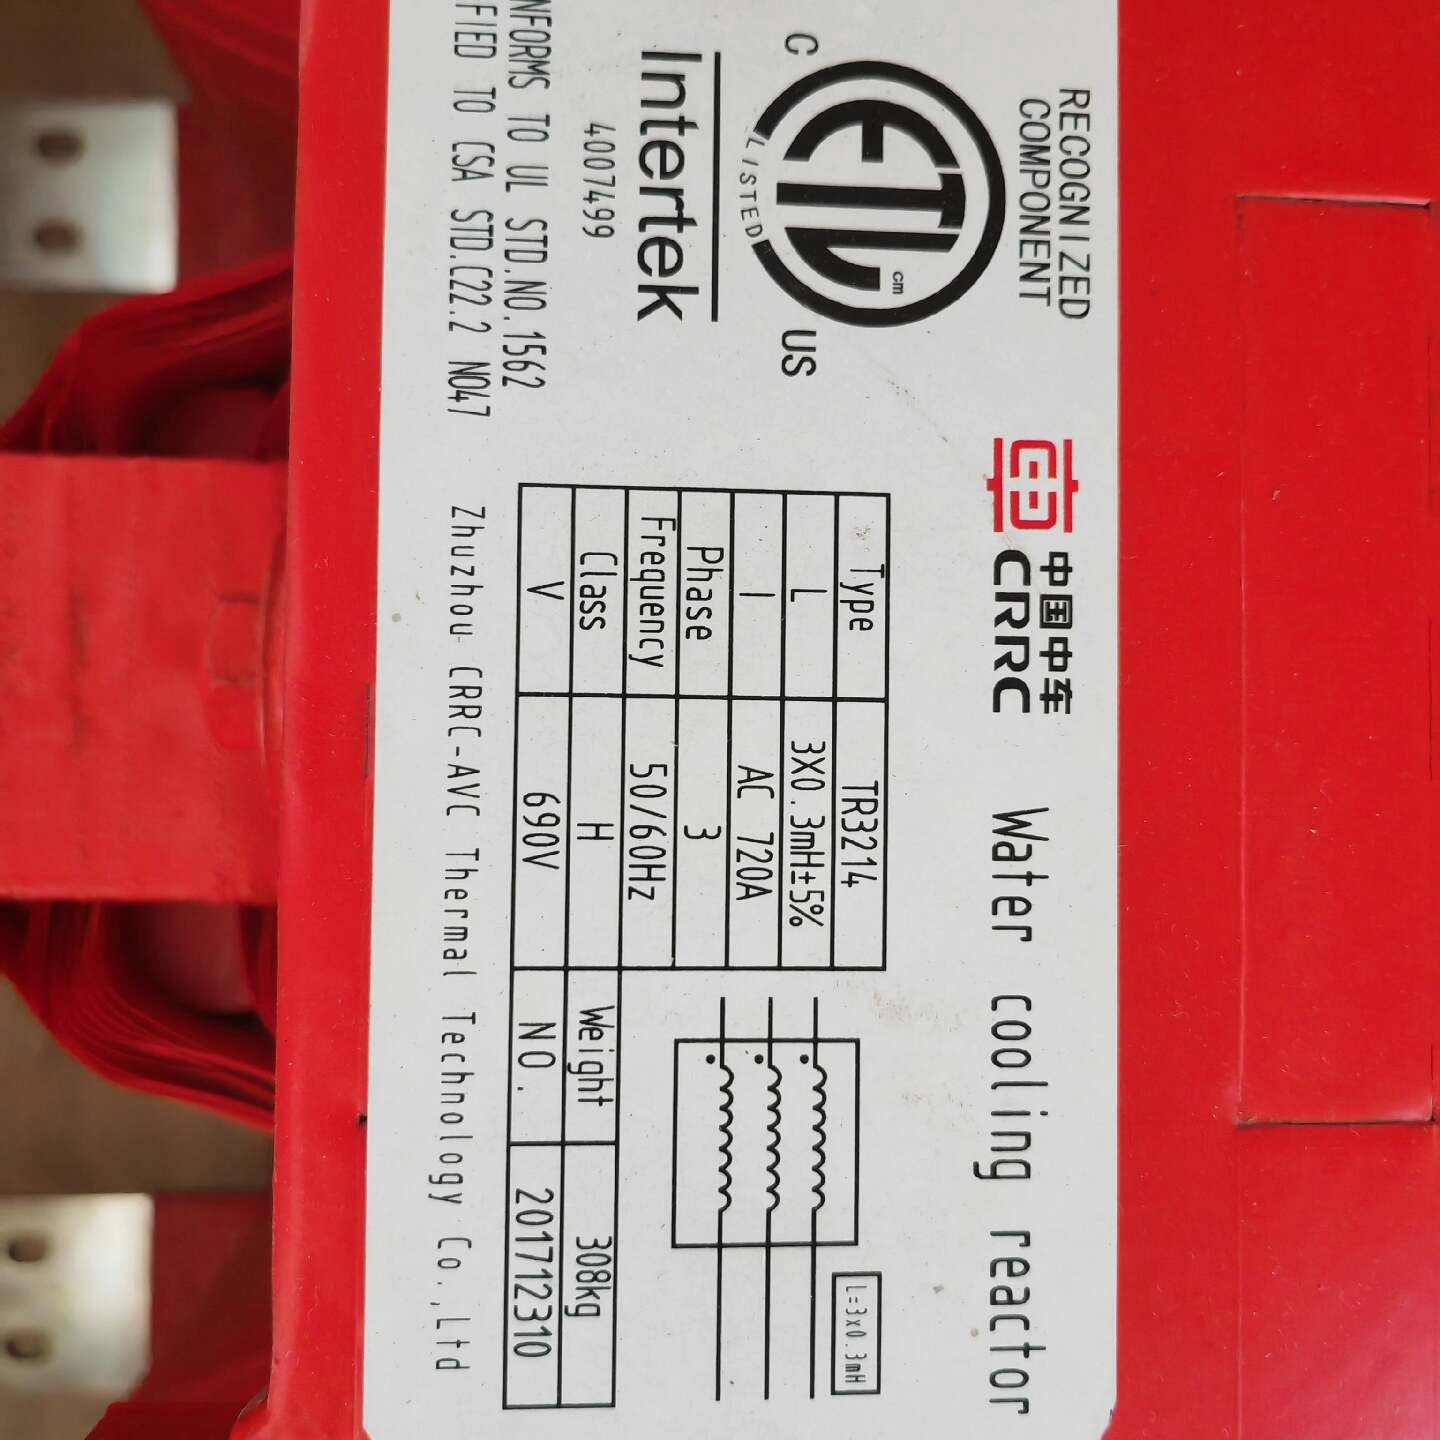 RECOGNIZED
COMPONENT
C
ETL
cm
LISTED
US
Intertek
4007499
NFORMS TO UL STD.NO.1562
FIED TO CSA STD.C22.2 NO47
中国中车
CRRC
Water cooling reactor
Type TR3214
L 3X0.3mH±5%
I AC 720A
Phase 3
Frequency 50/60Hz
Class H Weight 308kg
V 690V NO. 201712310
L=3x0.3mH
Zhuzhou CRRC-AVC Thermal Technology Co.,Ltd